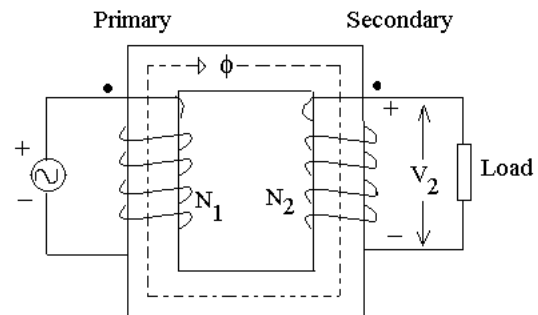 Primary Secondary
ϕ
+ +
N1 N2 V2 Load
− −